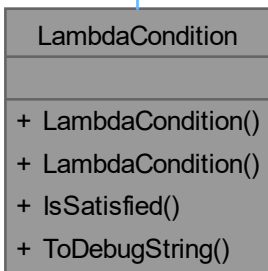 LambdaCondition
+ LambdaCondition()
+ LambdaCondition()
+ IsSatisfied()
+ ToDebugString()